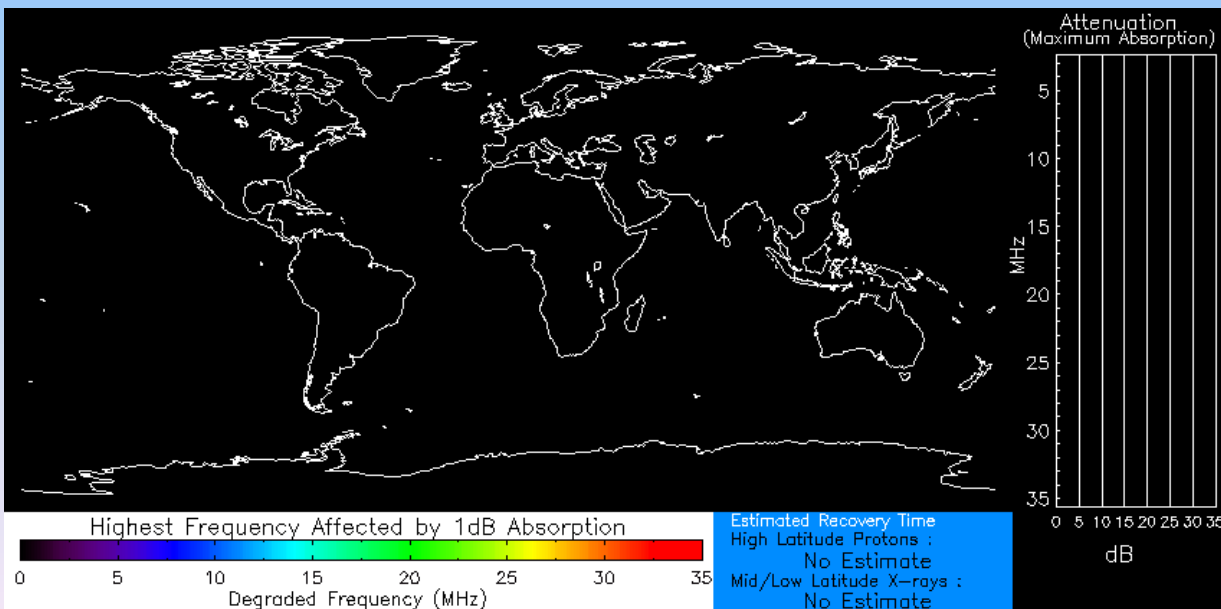 Attenuation
(Maximum Absorption)
5
10
15
20
25
30
35
MHz
0 5 10 15 20 25 30 35
dB
Highest Frequency Affected by 1dB Absorption
0 5 10 15 20 25 30 35
Degraded Frequency (MHz)
Estimated Recovery Time
High Latitude Protons :
No Estimate
Mid/Low Latitude X-rays :
No Estimate